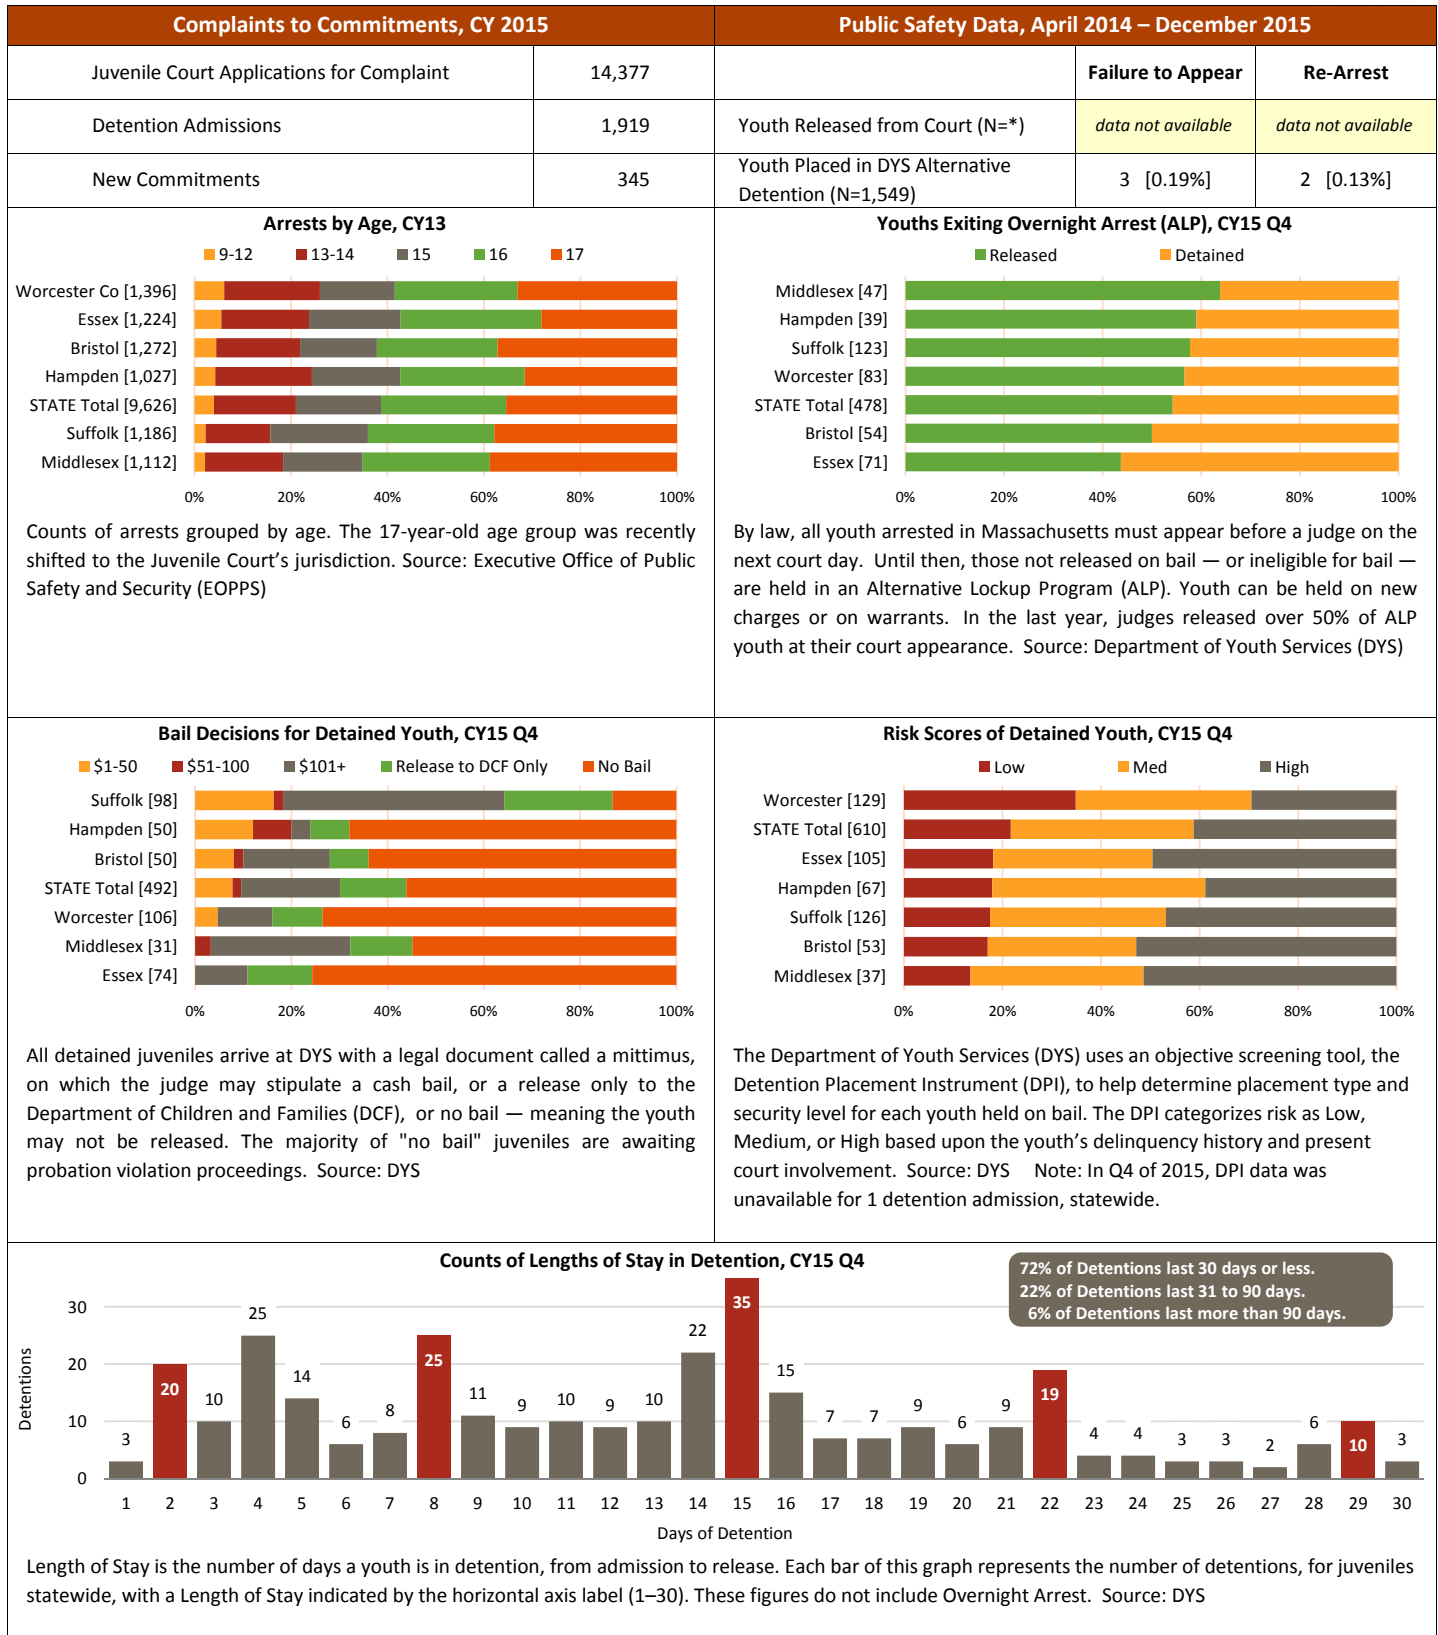 Complaints to Commitments, CY 2015
Juvenile Court Applications for Complaint 14,377
Detention Admissions 1,919
New Commitments 345
Public Safety Data, April 2014 – December 2015
Failure to Appear Re-Arrest
Youth Released from Court (N=*) data not available data not available
Youth Placed in DYS Alternative
Detention (N=1,549) 3 [0.19%] 2 [0.13%]
Arrests by Age, CY13
9-12 13-14 15 16 17
Worcester Co [1,396]
Essex [1,224]
Bristol [1,272]
Hampden [1,027]
STATE Total [9,626]
Suffolk [1,186]
Middlesex [1,112]
0% 20% 40% 60% 80% 100%
Counts of arrests grouped by age. The 17-year-old age group was recently
shifted to the Juvenile Court's jurisdiction. Source: Executive Office of Public
Safety and Security (EOPPS)
Youths Exiting Overnight Arrest (ALP), CY15 Q4
Released Detained
Middlesex [47]
Hampden [39]
Suffolk [123]
Worcester [83]
STATE Total [478]
Bristol [54]
Essex [71]
0% 20% 40% 60% 80% 100%
By law, all youth arrested in Massachusetts must appear before a judge on the
next court day. Until then, those not released on bail — or ineligible for bail —
are held in an Alternative Lockup Program (ALP). Youth can be held on new
charges or on warrants. In the last year, judges released over 50% of ALP
youth at their court appearance. Source: Department of Youth Services (DYS)
Bail Decisions for Detained Youth, CY15 Q4
$1-50 $51-100 $101+ Release to DCF Only No Bail
Suffolk [98]
Hampden [50]
Bristol [50]
STATE Total [492]
Worcester [106]
Middlesex [31]
Essex [74]
0% 20% 40% 60% 80% 100%
All detained juveniles arrive at DYS with a legal document called a mittimus,
on which the judge may stipulate a cash bail, or a release only to the
Department of Children and Families (DCF), or no bail — meaning the youth
may not be released. The majority of "no bail" juveniles are awaiting
probation violation proceedings. Source: DYS
Risk Scores of Detained Youth, CY15 Q4
Low Med High
Worcester [129]
STATE Total [610]
Essex [105]
Hampden [67]
Suffolk [126]
Bristol [53]
Middlesex [37]
0% 20% 40% 60% 80% 100%
The Department of Youth Services (DYS) uses an objective screening tool, the
Detention Placement Instrument (DPI), to help determine placement type and
security level for each youth held on bail. The DPI categorizes risk as Low,
Medium, or High based upon the youth's delinquency history and present
court involvement. Source: DYS Note: In Q4 of 2015, DPI data was
unavailable for 1 detention admission, statewide.
Counts of Lengths of Stay in Detention, CY15 Q4
72% of Detentions last 30 days or less.
22% of Detentions last 31 to 90 days.
6% of Detentions last more than 90 days.
Detentions
30
20
10
0
3 20 10 25 14 6 8 25 11 9 10 9 10 22 35 15 7 7 9 6 9 19 4 4 3 3 2 6 10 3
1 2 3 4 5 6 7 8 9 10 11 12 13 14 15 16 17 18 19 20 21 22 23 24 25 26 27 28 29 30
Days of Detention
Length of Stay is the number of days a youth is in detention, from admission to release. Each bar of this graph represents the number of detentions, for juveniles
statewide, with a Length of Stay indicated by the horizontal axis label (1–30). These figures do not include Overnight Arrest. Source: DYS